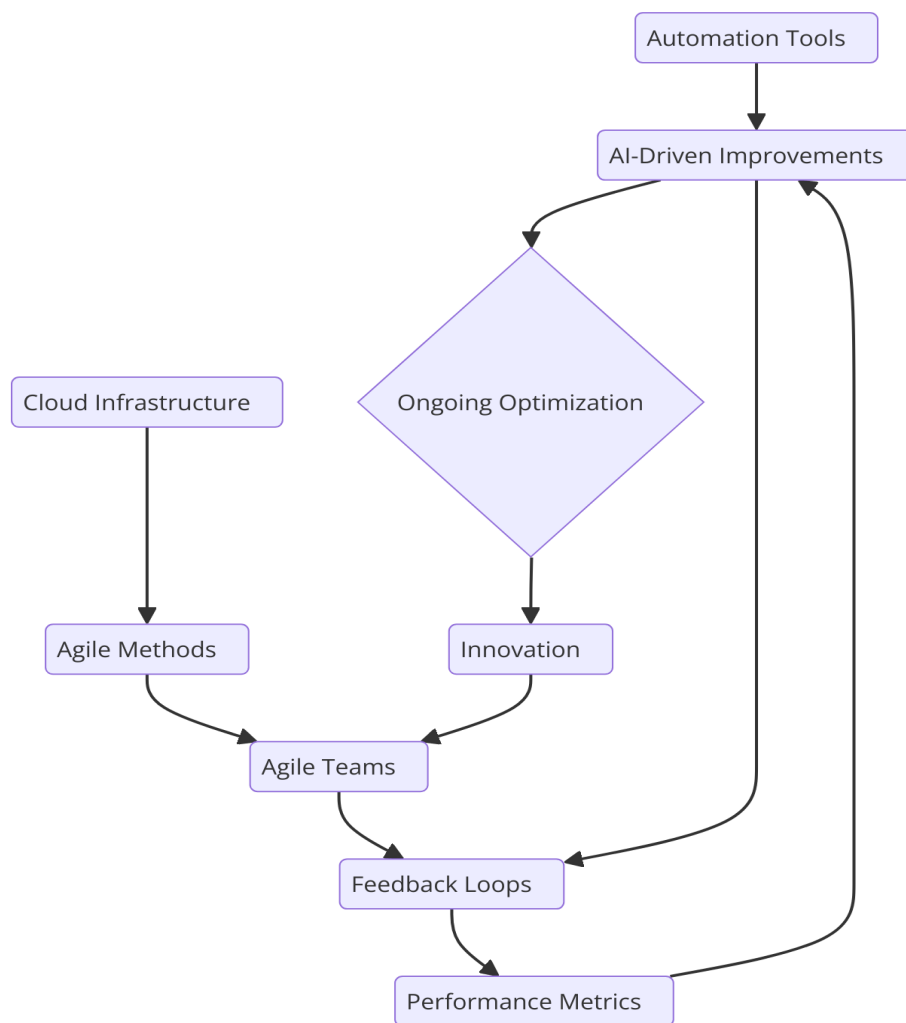 Automation Tools
AI-Driven Improvements
Cloud Infrastructure
Ongoing Optimization
Agile Methods
Innovation
Agile Teams
Feedback Loops
Performance Metrics